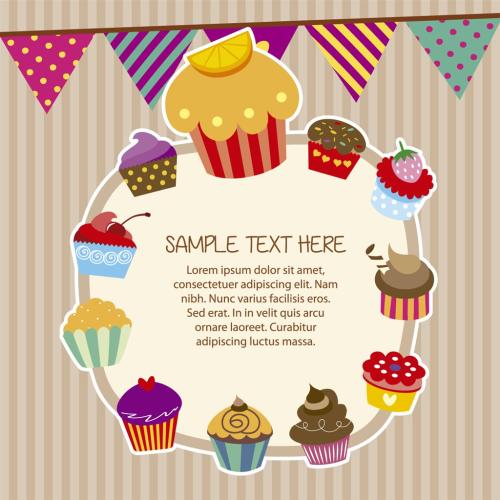 SAMPLE TEXT HERE
Lorem ipsum dolor sit amet,
consectetuer adipiscing elit. Nam
nibh. Nunc varius facilisis eros.
Sed erat. In in velit quis arcu
ornare laoreet. Curabitur
adipiscing luctus massa.